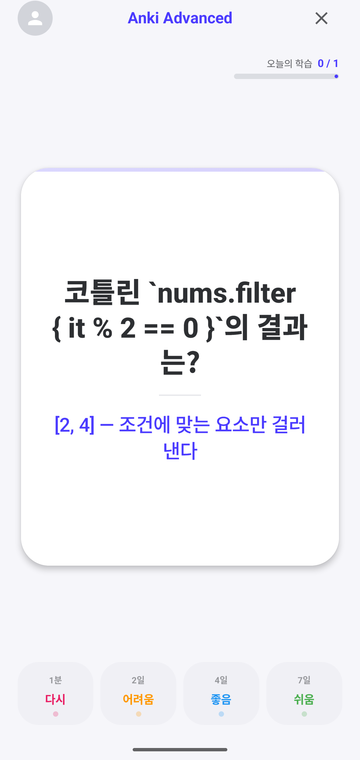 Anki Advanced
오늘의 학습 0 / 1
코틀린 `nums.filter
{ it % 2 == 0 }`의 결과
는?
[2, 4] — 조건에 맞는 요소만 걸러
낸다
1분 2일 4일 7일
다시 어려움 좋음 쉬움